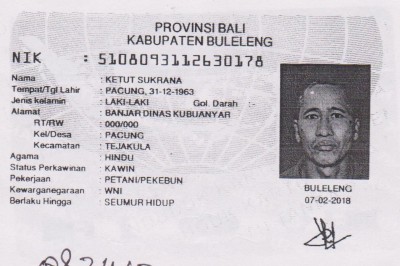 PROVINSI BALI
KABUPATEN BULELENG
NIK : 5108093112630178
Nama : KETUT SUKRANA
Tempat/Tgl Lahir : PACUNG, 31-12-1963
Jenis kelamin : LAKI-LAKI Gol. Darah :-
Alamat : BANJAR DINAS KUBUANYAR
RT/RW : 000/000
Kel/Desa : PACUNG
Kecamatan : TEJAKULA
Agama : HINDU
Status Perkawinan : KAWIN
Pekerjaan : PETANI/PEKEBUN
Kewarganegaraan : WNI
Berlaku Hingga : SEUMUR HIDUP
BULELENG
07-02-2018